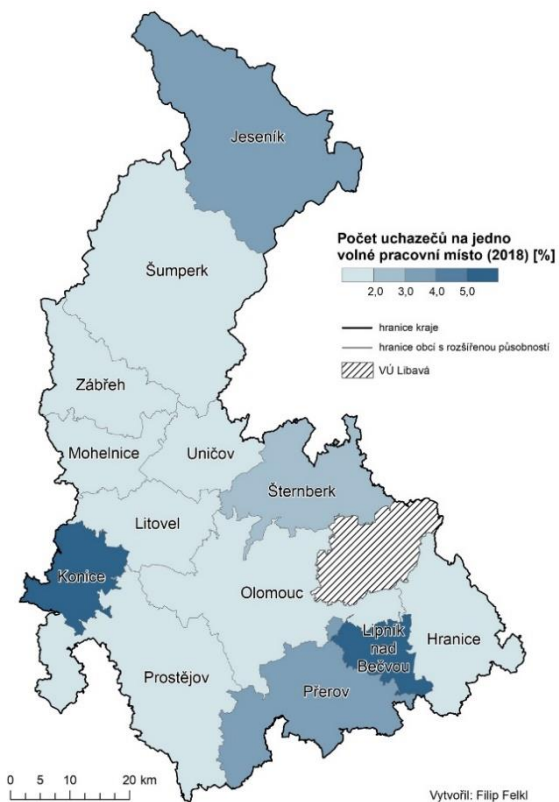 Jeseník
Počet uchazečů na jedno
volné pracovní místo (2018) [%]
2,0 3,0 4,0 5,0
hranice kraje
hranice obcí s rozšířenou působností
VÚ Libavá
Šumperk
Zábřeh
Mohelnice
Uničov
Šternberk
Litovel
Konice
Olomouc
Lipník
nad
Bečvou
Hranice
Prostějov
Přerov
0 5 10 20 km
Vytvořil: Filip Felkl